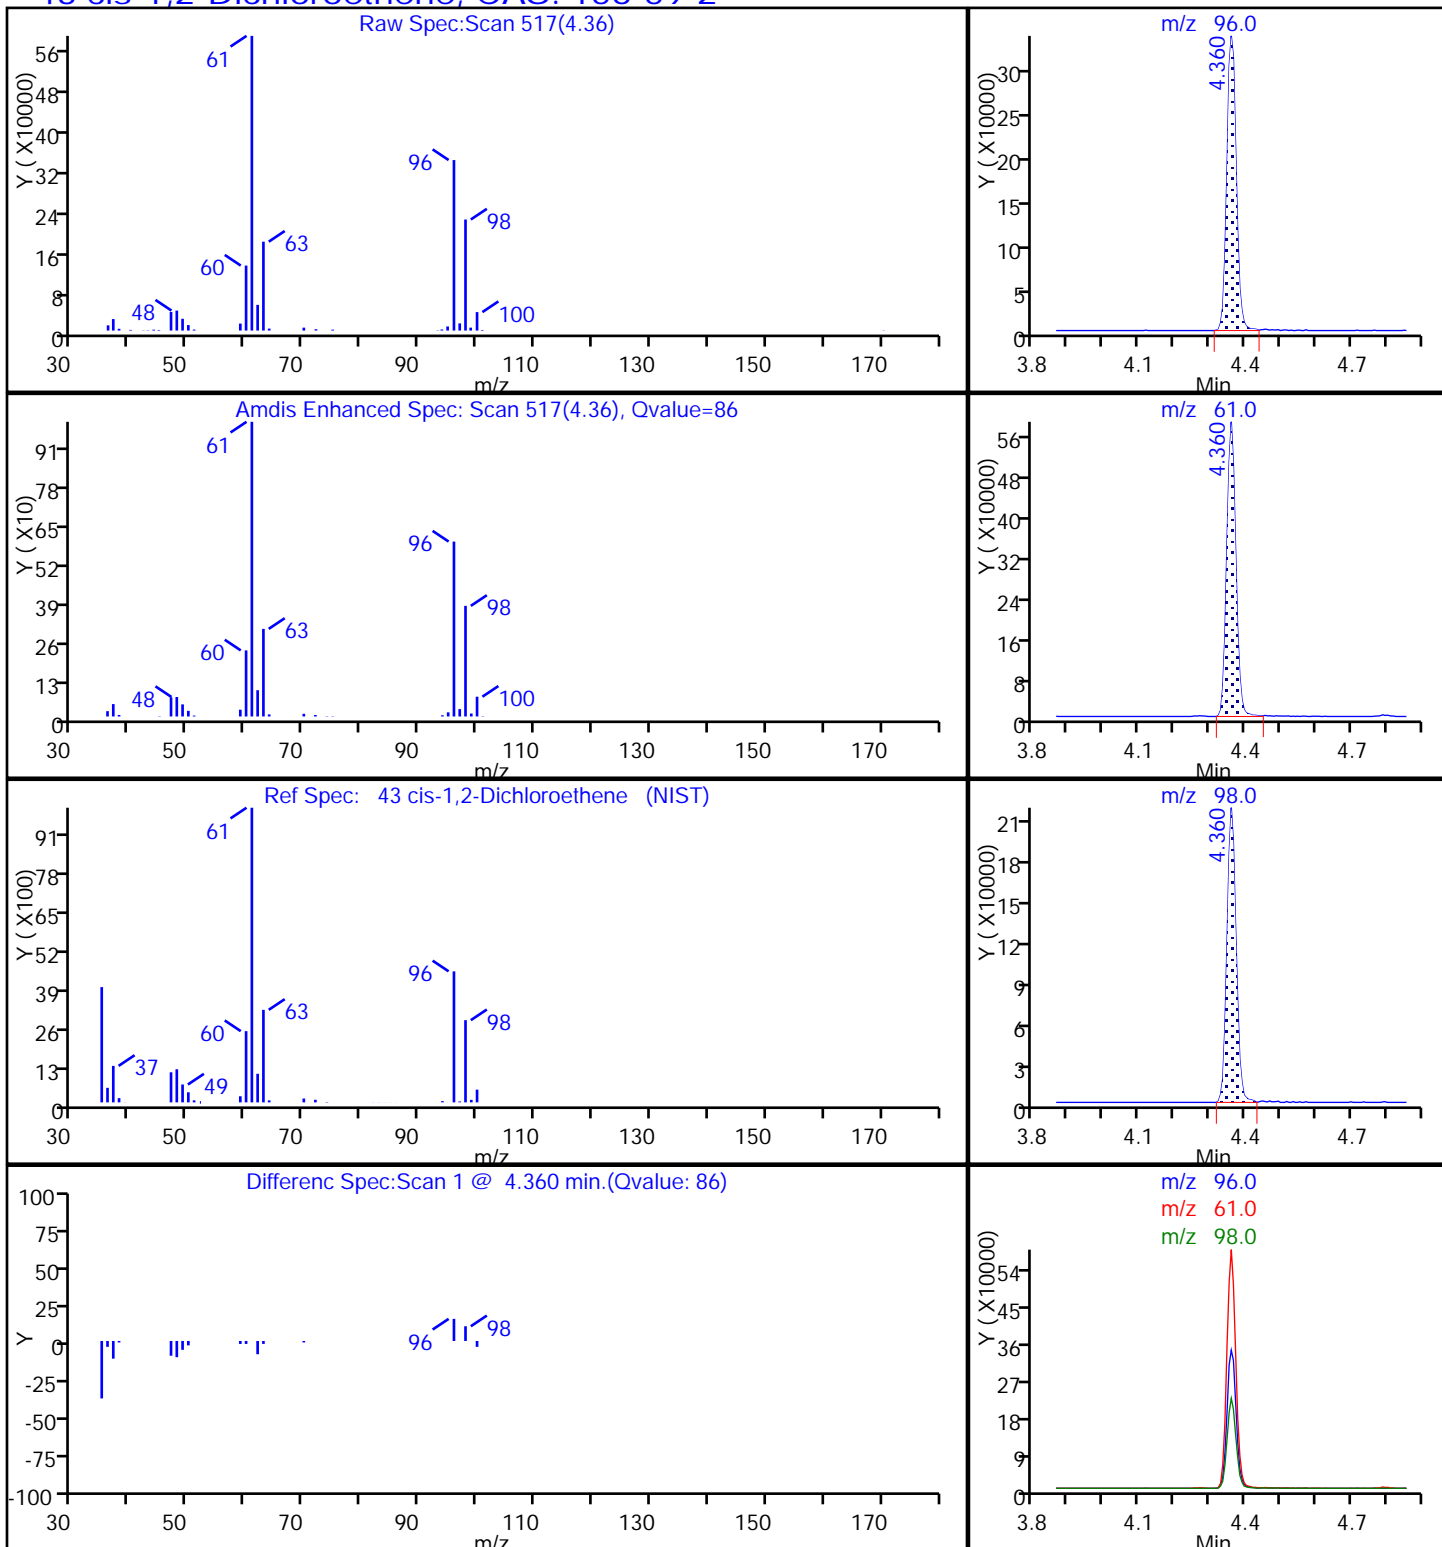 Raw Spec:Scan 517(4.36)
Y ( X10000)
56
48
40
32
24
16
8
0
61
60
63
48
96
98
100
30 50 70 90 110 130 150 170
m/z
m/z 96.0
Y ( X10000)
30
25
20
15
10
5
0
4.360
3.8 4.1 4.4 4.7
Min
Amdis Enhanced Spec: Scan 517(4.36), Qvalue=86
Y ( X10)
91
78
65
52
39
26
13
0
61
60
63
48
96
98
100
30 50 70 90 110 130 150 170
m/z
m/z 61.0
Y ( X10000)
56
48
40
32
24
16
8
0
4.360
3.8 4.1 4.4 4.7
Min
Ref Spec: 43 cis-1,2-Dichloroethene (NIST)
Y ( X100)
91
78
65
52
39
26
13
0
61
60
63
37
49
96
98
30 50 70 90 110 130 150 170
m/z
m/z 98.0
Y ( X10000)
21
18
15
12
9
6
3
0
4.360
3.8 4.1 4.4 4.7
Min
Differenc Spec:Scan 1 @ 4.360 min.(Qvalue: 86)
Y
100
75
50
25
0
-25
-50
-75
-100
96
98
30 50 70 90 110 130 150 170
m/z
m/z 96.0
m/z 61.0
m/z 98.0
Y ( X10000)
54
45
36
27
18
9
0
3.8 4.1 4.4 4.7
Min